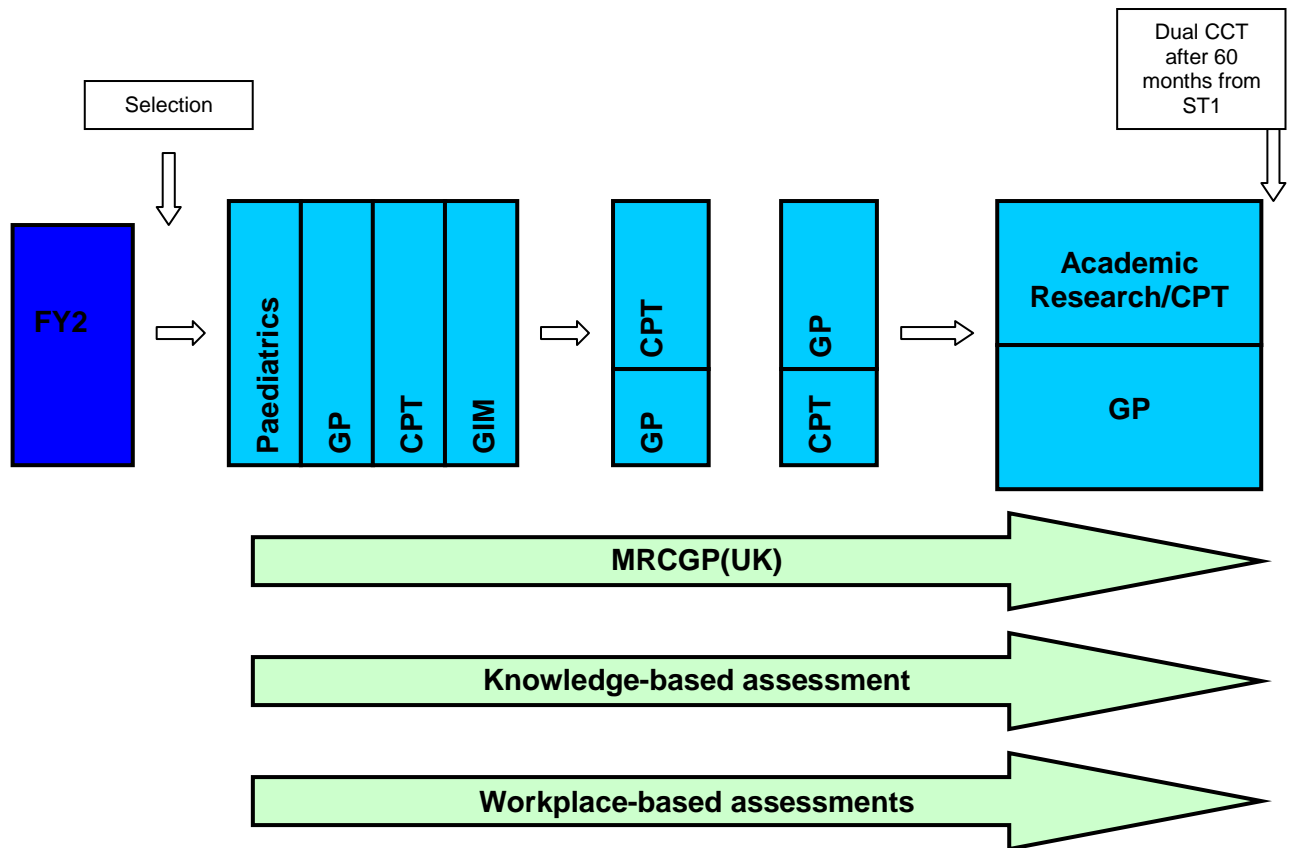 Dual CCT
after 60
months from
ST1
Selection
FY2
Paediatrics
GP
CPT
GIM
CPT
GP
GP
CPT
Academic
Research/CPT
GP
MRCGP(UK)
Knowledge-based assessment
Workplace-based assessments